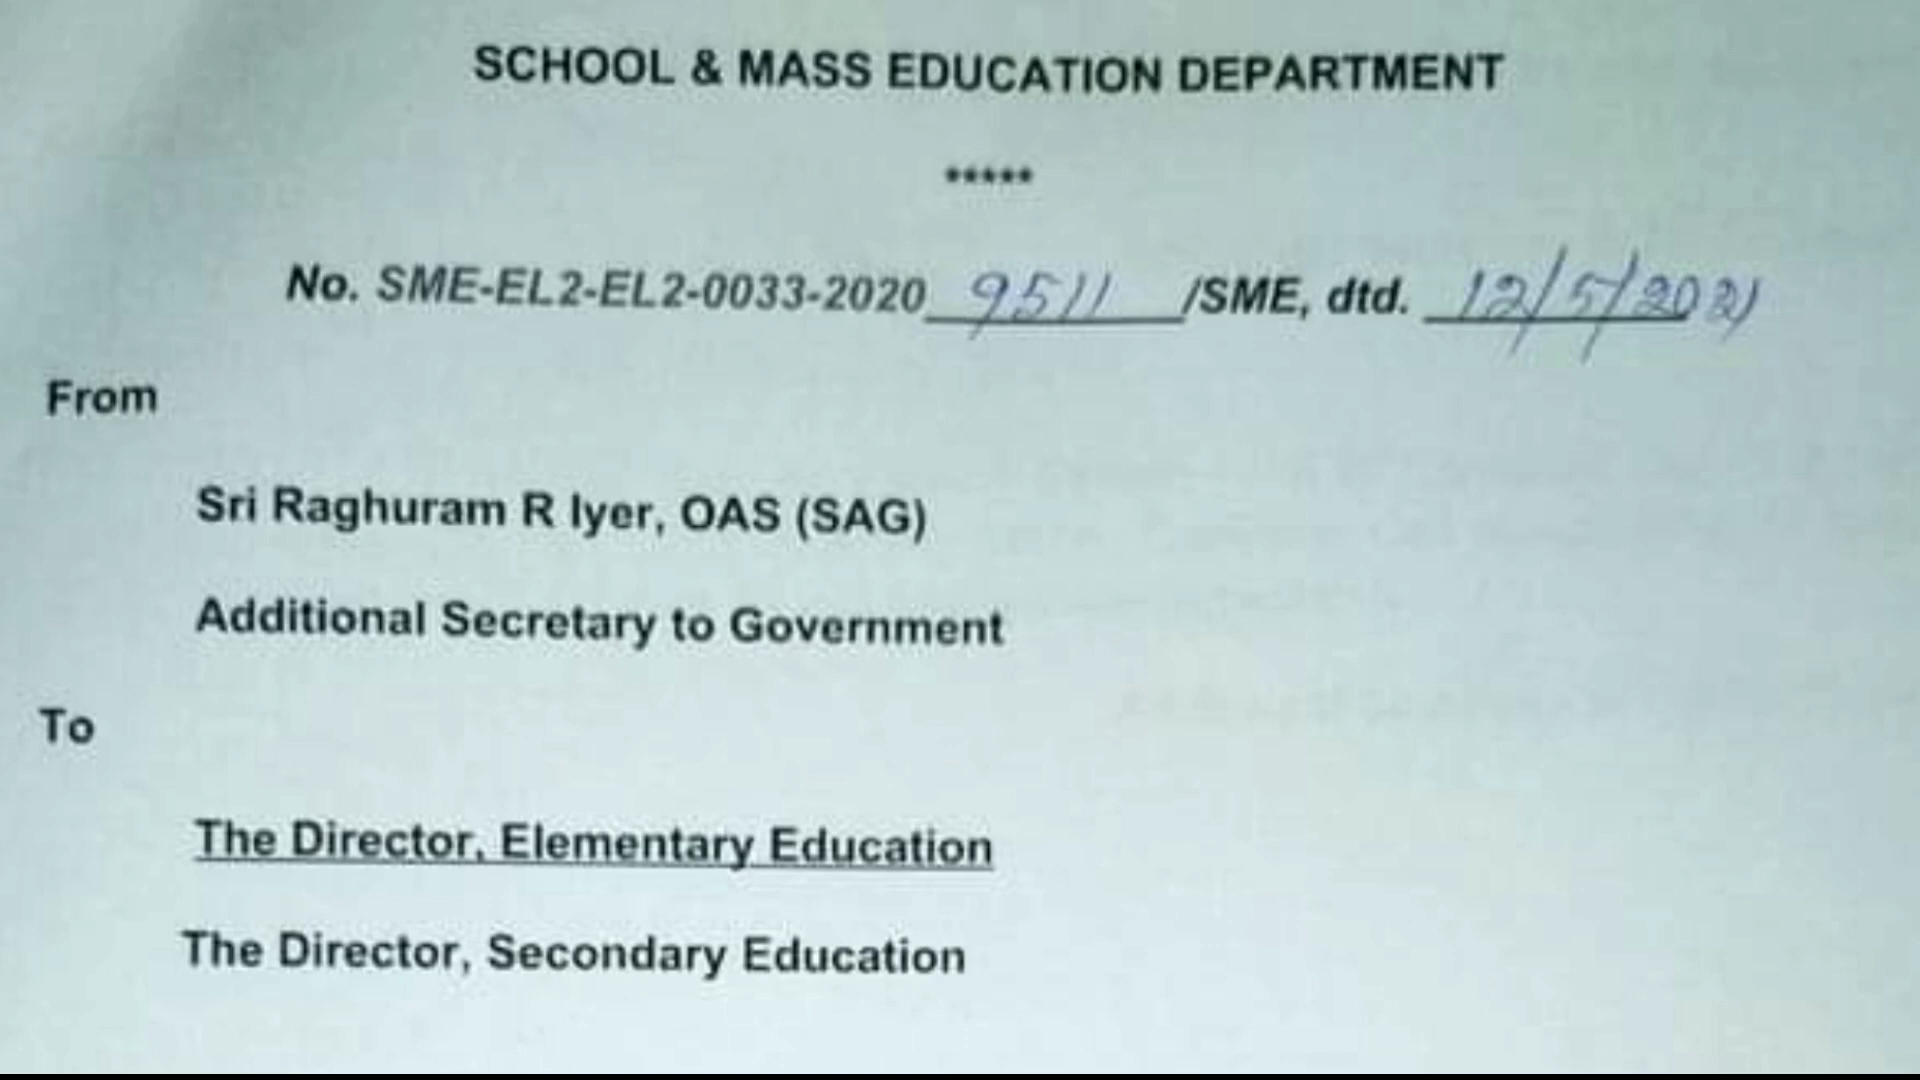 SCHOOL & MASS EDUCATION DEPARTMENT
*****
No. SME-EL2-EL2-0033-2020 9511 /SME, dtd. 12/5/2021
From
Sri Raghuram R Iyer, OAS (SAG)
Additional Secretary to Government
To
The Director, Elementary Education
The Director, Secondary Education